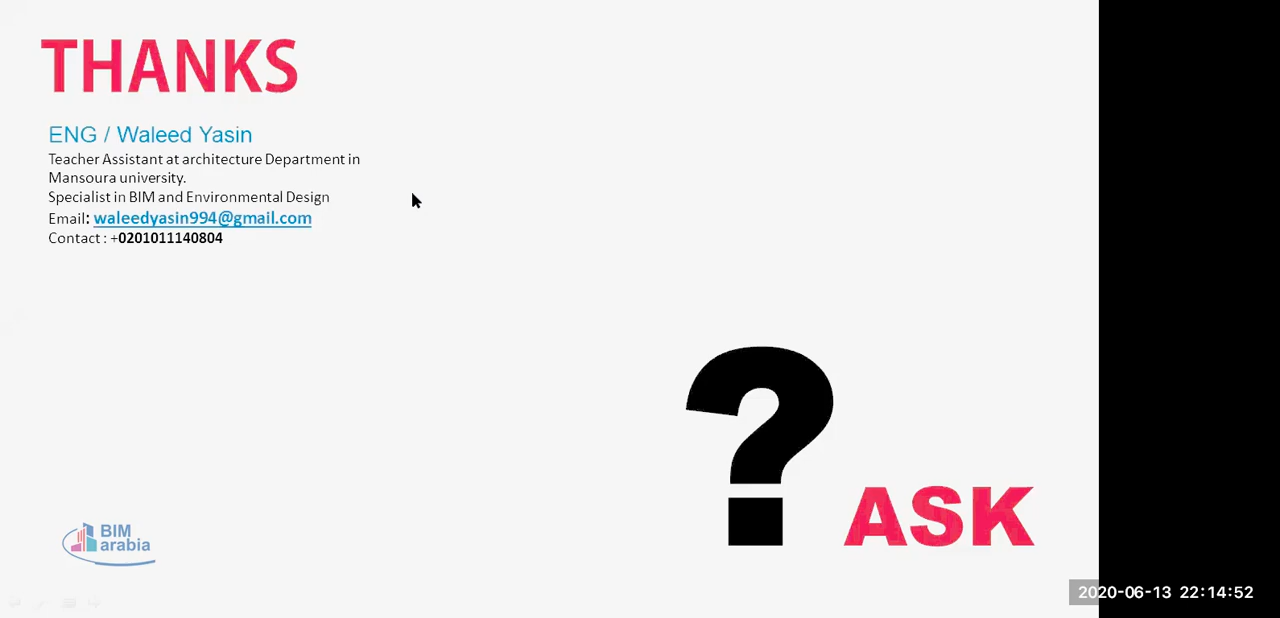 THANKS
ENG / Waleed Yasin
Teacher Assistant at architecture Department in
Mansoura university.
Specialist in BIM and Environmental Design
Email: waleedyasin994@gmail.com
Contact : +0201011140804
?
ASK
BIM
arabia
2020-06-13 22:14:52